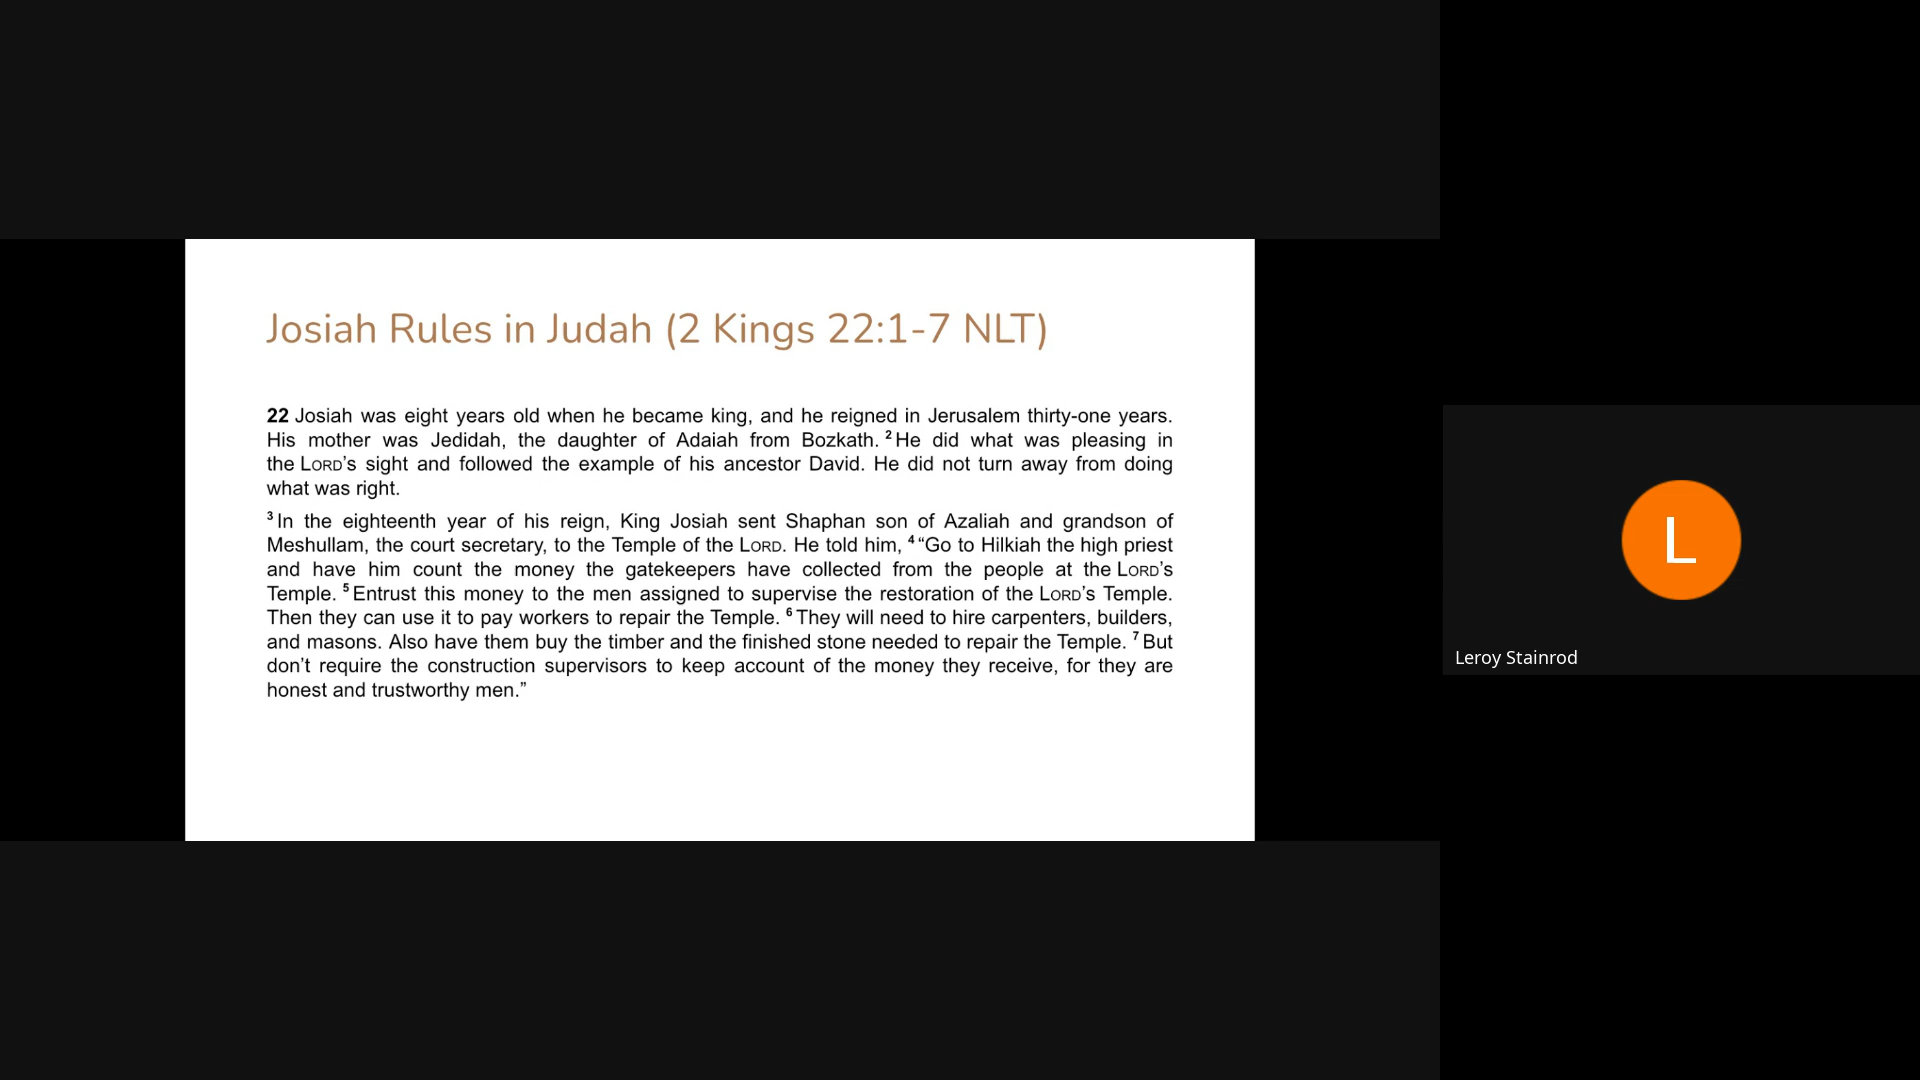 Josiah Rules in Judah (2 Kings 22:1-7 NLT)
22 Josiah was eight years old when he became king, and he reigned in Jerusalem thirty-one years.
His mother was Jedidah, the daughter of Adaiah from Bozkath. 2 He did what was pleasing in
the LORD’s sight and followed the example of his ancestor David. He did not turn away from doing
what was right.
3 In the eighteenth year of his reign, King Josiah sent Shaphan son of Azaliah and grandson of
Meshullam, the court secretary, to the Temple of the LORD. He told him, 4 “Go to Hilkiah the high priest
and have him count the money the gatekeepers have collected from the people at the LORD’s
Temple. 5 Entrust this money to the men assigned to supervise the restoration of the LORD’s Temple.
Then they can use it to pay workers to repair the Temple. 6 They will need to hire carpenters, builders,
and masons. Also have them buy the timber and the finished stone needed to repair the Temple. 7 But
don’t require the construction supervisors to keep account of the money they receive, for they are
honest and trustworthy men.”
L
Leroy Stainrod